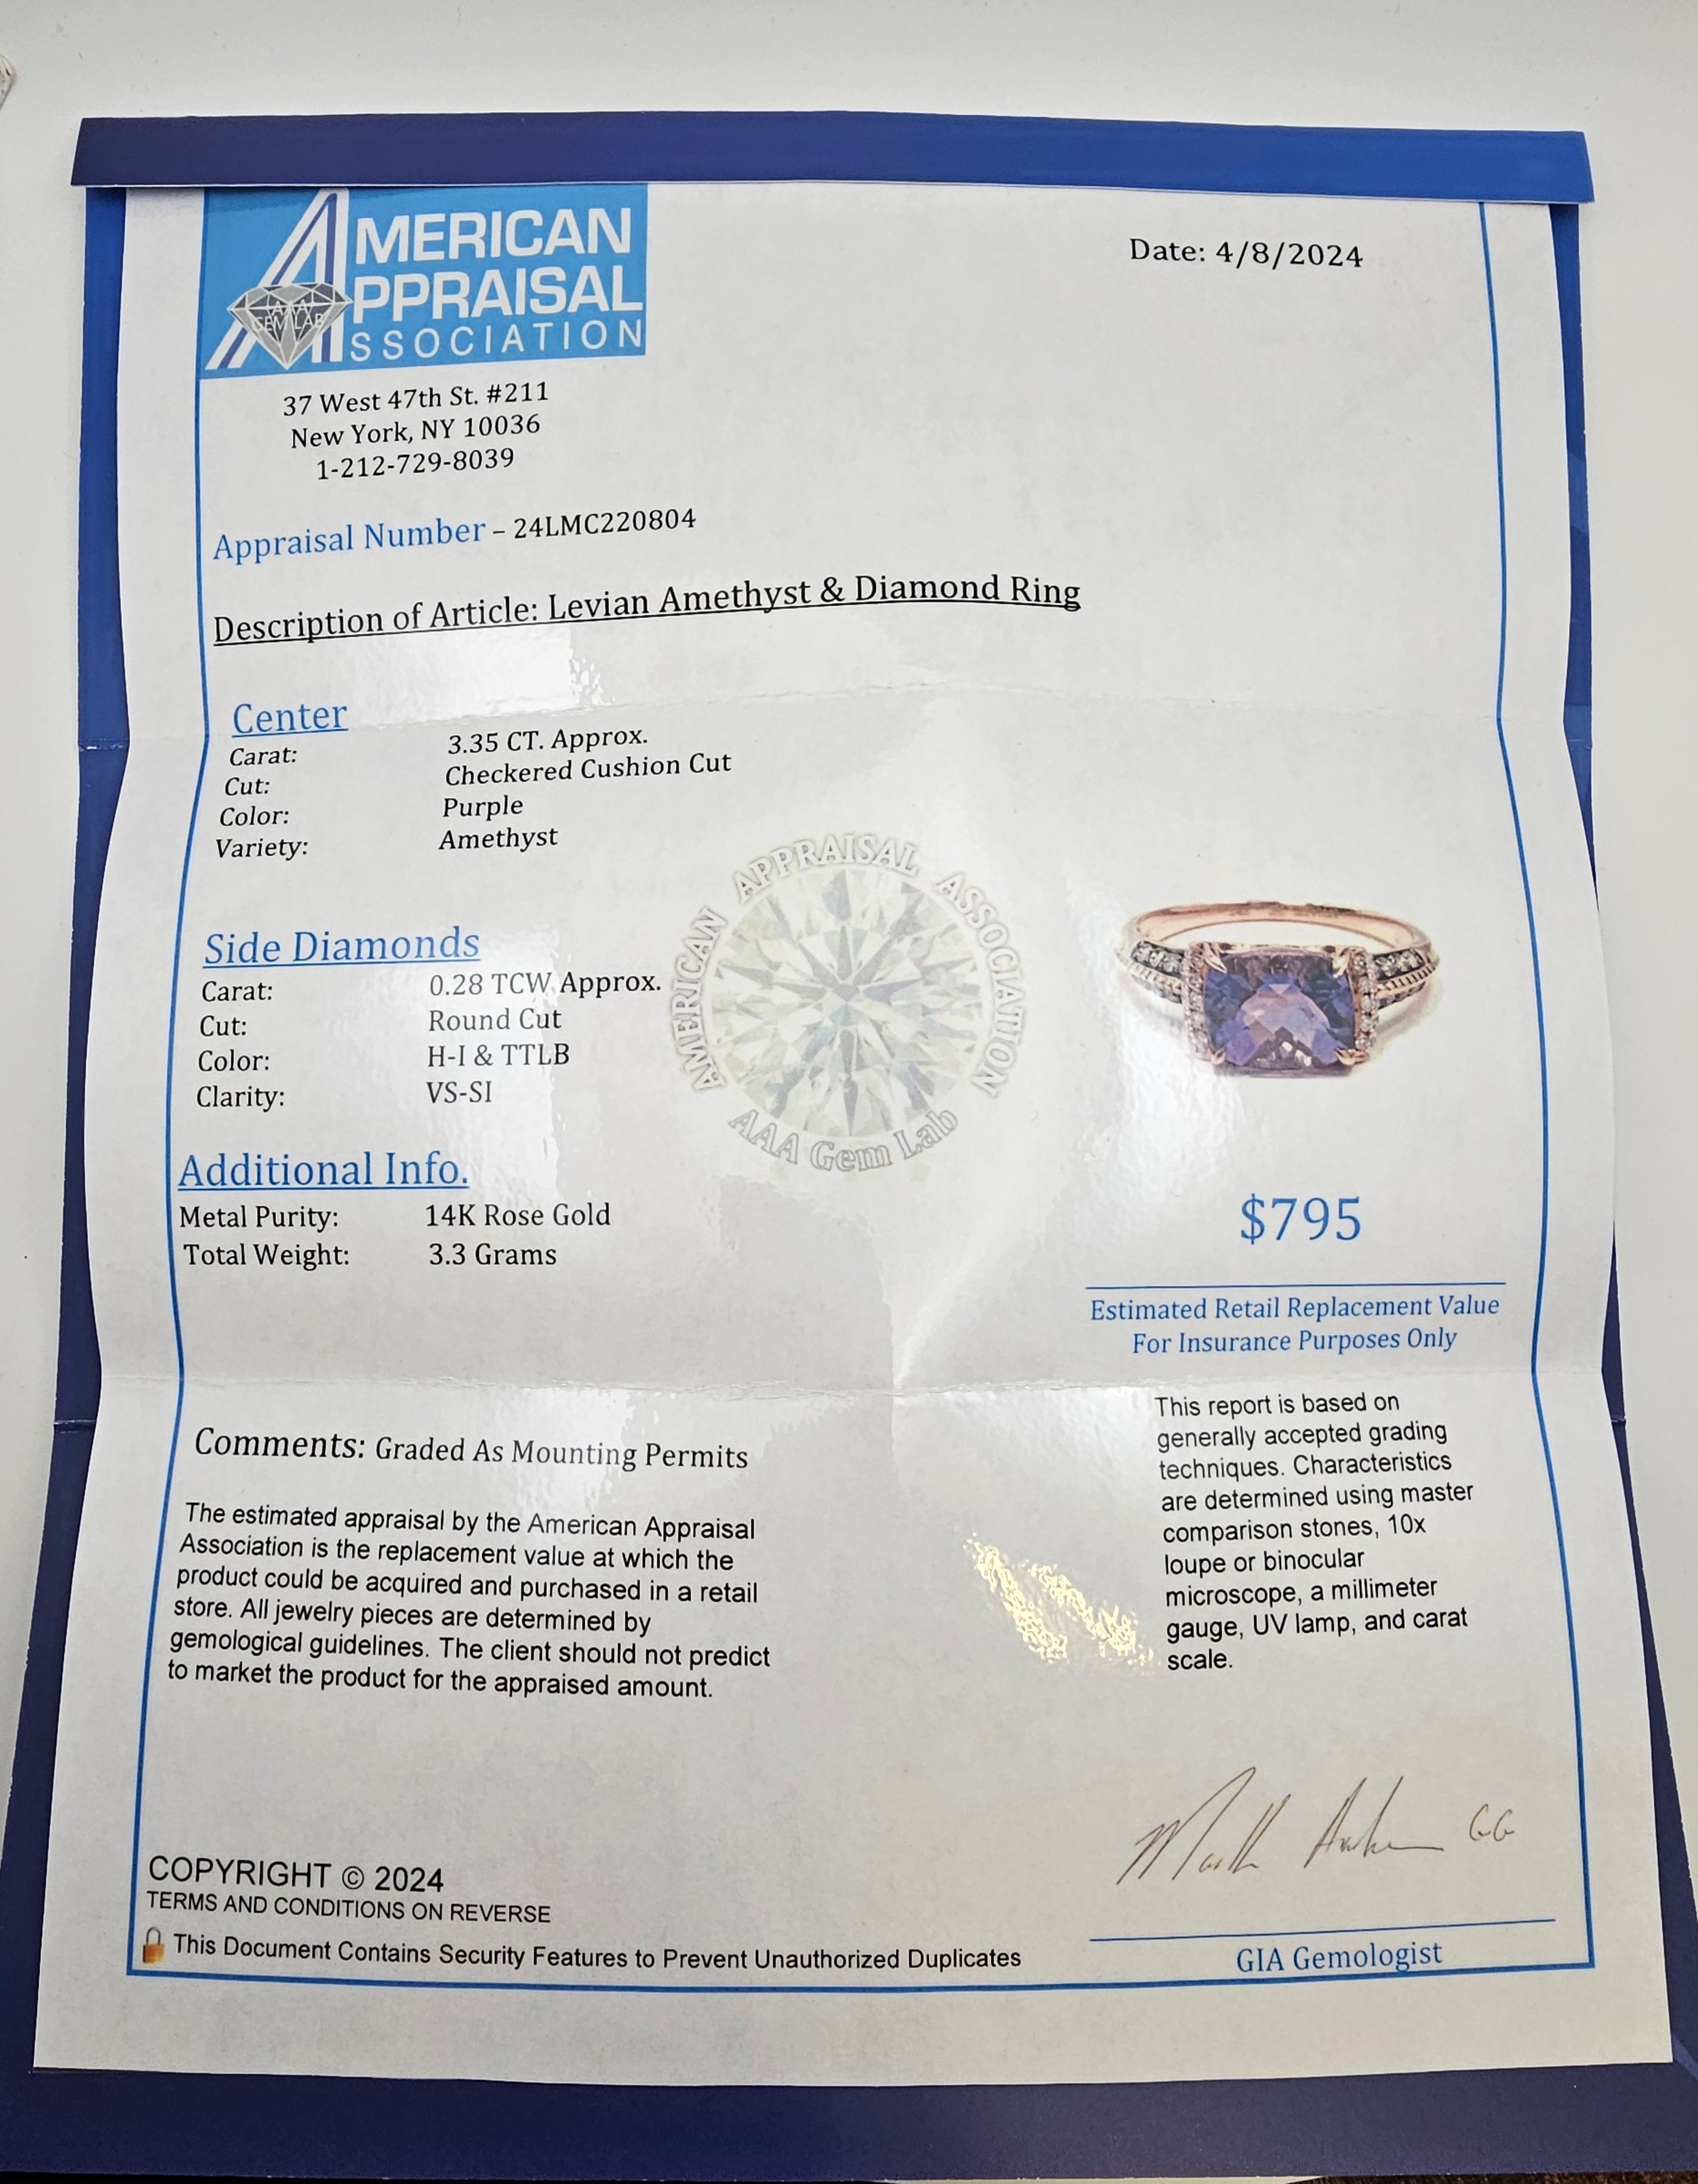 AMERICAN
APPRAISAL
ASSOCIATION
AAA
GEM LAB
Date: 4/8/2024
37 West 47th St. #211
New York, NY 10036
1-212-729-8039
Appraisal Number – 24LMC220804
Description of Article: Levian Amethyst & Diamond Ring
Center
Carat: 3.35 CT. Approx.
Cut: Checkered Cushion Cut
Color: Purple
Variety: Amethyst
Side Diamonds
Carat: 0.28 TCW Approx.
Cut: Round Cut
Color: H-I & TTLB
Clarity: VS-SI
AMERICAN APPRAISAL ASSOCIATION
AAA Gem Lab
Additional Info.
Metal Purity: 14K Rose Gold
Total Weight: 3.3 Grams
$795
Estimated Retail Replacement Value
For Insurance Purposes Only
Comments: Graded As Mounting Permits
The estimated appraisal by the American Appraisal
Association is the replacement value at which the
product could be acquired and purchased in a retail
store. All jewelry pieces are determined by
gemological guidelines. The client should not predict
to market the product for the appraised amount.
This report is based on
generally accepted grading
techniques. Characteristics
are determined using master
comparison stones, 10x
loupe or binocular
microscope, a millimeter
gauge, UV lamp, and carat
scale.
GG
GIA Gemologist
COPYRIGHT © 2024
TERMS AND CONDITIONS ON REVERSE
This Document Contains Security Features to Prevent Unauthorized Duplicates